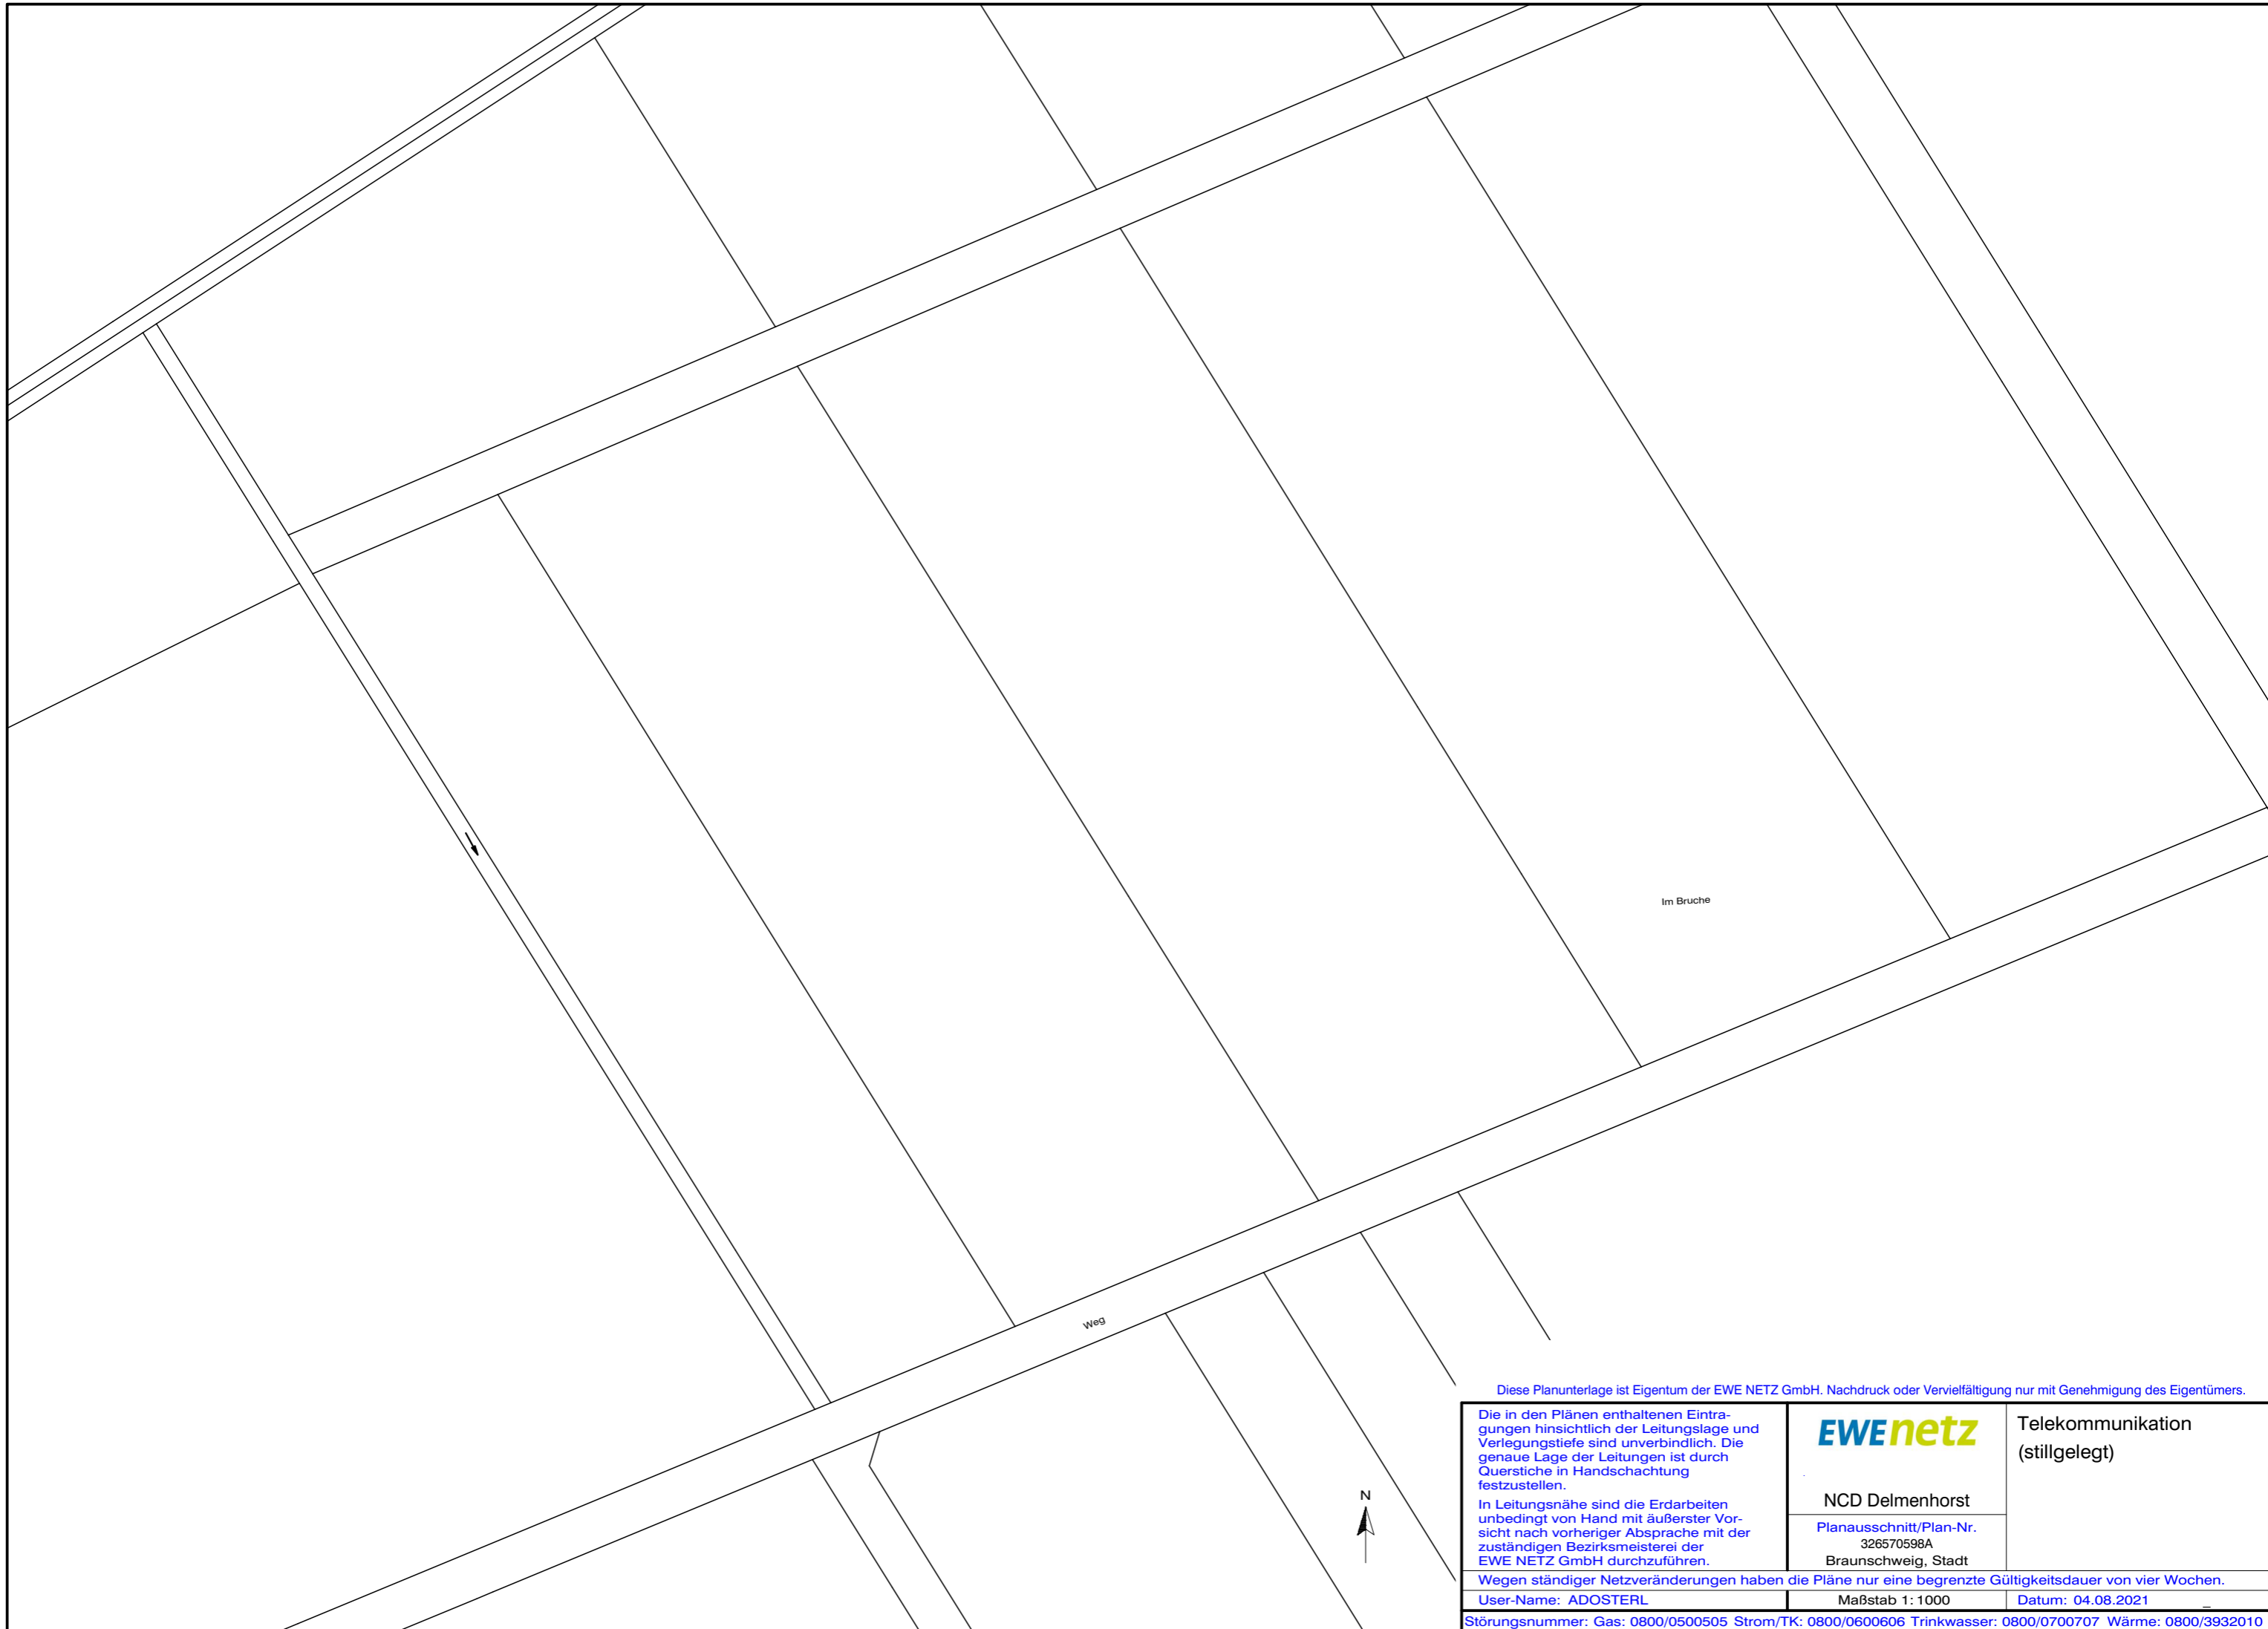 Im Bruche
Weg
N
Diese Planunterlage ist Eigentum der EWE NETZ GmbH. Nachdruck oder Vervielfältigung nur mit Genehmigung des Eigentümers.
Die in den Plänen enthaltenen Eintra-
gungen hinsichtlich der Leitungslage und
Verlegungstiefe sind unverbindlich. Die
genaue Lage der Leitungen ist durch
Querstiche in Handschachtung
festzustellen.
In Leitungsnähe sind die Erdarbeiten
unbedingt von Hand mit äußerster Vor-
sicht nach vorheriger Absprache mit der
zuständigen Bezirksmeisterei der
EWE NETZ GmbH durchzuführen.
EWE netz
NCD Delmenhorst
Planausschnitt/Plan-Nr.
326570598A
Braunschweig, Stadt
Telekommunikation
(stillgelegt)
Wegen ständiger Netzveränderungen haben die Pläne nur eine begrenzte Gültigkeitsdauer von vier Wochen.
User-Name: ADOSTERL
Maßstab 1: 1000
Datum: 04.08.2021 _
Störungsnummer: Gas: 0800/0500505 Strom/TK: 0800/0600606 Trinkwasser: 0800/0700707 Wärme: 0800/3932010